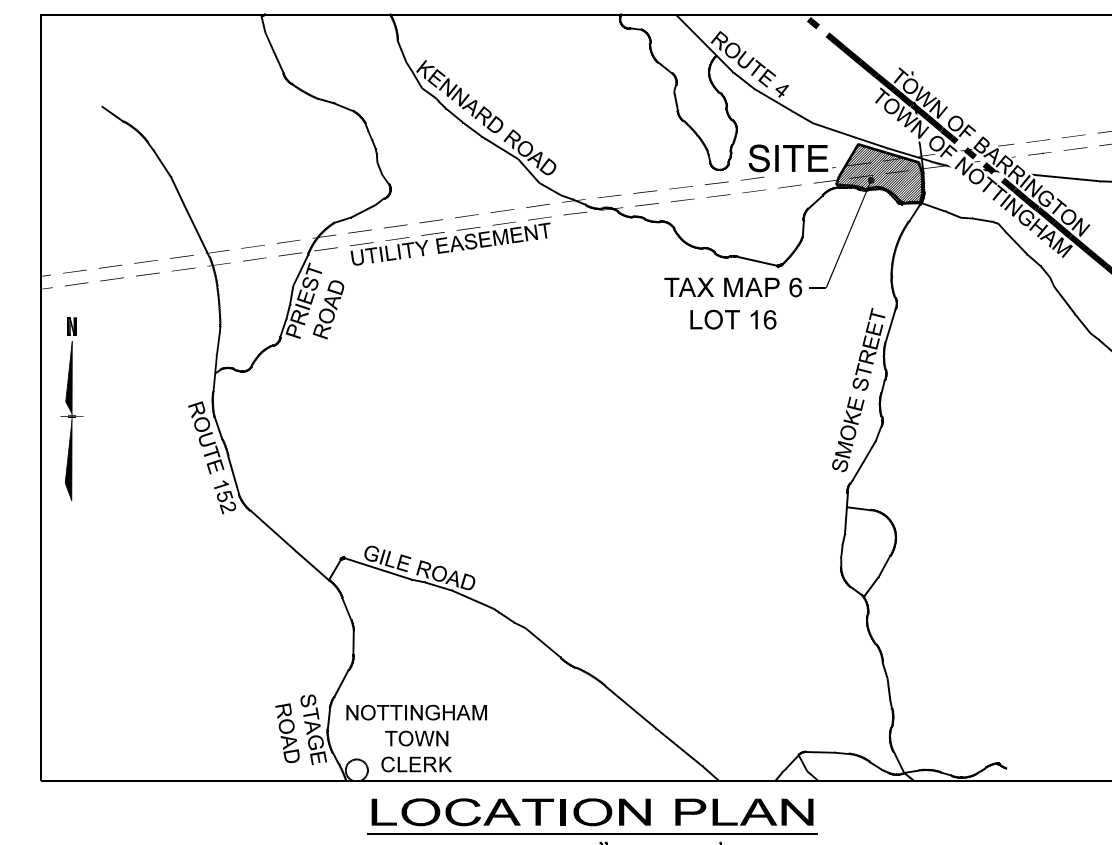 ROUTE 4
KENNARD ROAD
TOWN OF BARRINGTON
TOWN OF NOTTINGHAM
SITE
UTILITY EASEMENT
PRIEST
ROAD
TAX MAP 6
LOT 16
N
SMOKE STREET
ROUTE 152
GILE ROAD
STAGE
ROAD
NOTTINGHAM
TOWN
CLERK
LOCATION PLAN